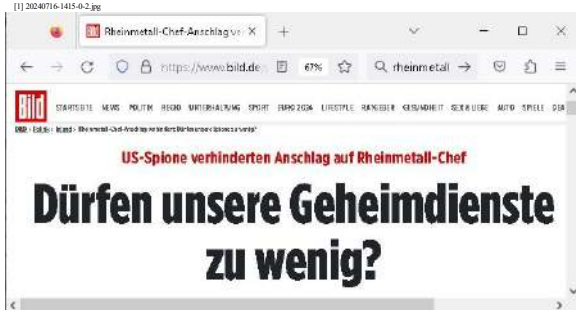 [1] 20240716-1415-0-2.jpg
Bild Rheinmetall-Chef-Anschlag ve
https://www.bild.de 67% rheinmetall
Bild STARTSEITE NEWS POLITIK REGIO UNTERHALTUNG SPORT EURO 2024 LIFESTYLE RATGEBER GESUNDHEIT SEX & LIEBE AUTO SPIELE
US-Spione verhinderten Anschlag auf Rheinmetall-Chef
Dürfen unsere Geheimdienste
zu wenig?